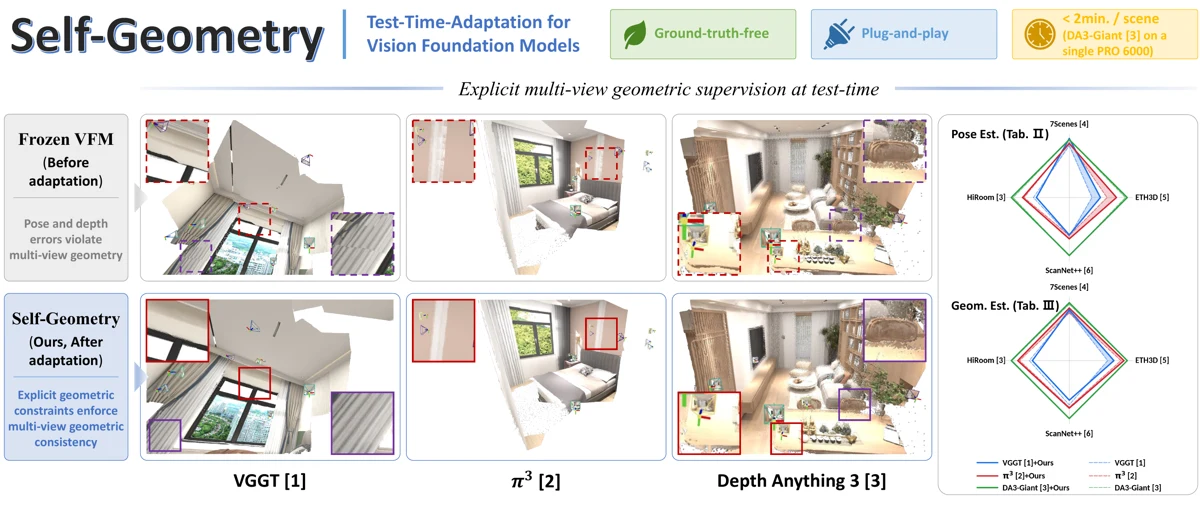 Self-Geometry
Test-Time-Adaptation for
Vision Foundation Models
Ground-truth-free
Plug-and-play
< 2min. / scene
(DA3-Giant [3] on a
single PRO 6000)
Explicit multi-view geometric supervision at test-time
Frozen VFM
(Before
adaptation)
Pose and depth
errors violate
multi-view geometry
Self-Geometry
(Ours, After
adaptation)
Explicit geometric
constraints enforce
multi-view geometric
consistency
VGGT [1]
π³ [2]
Depth Anything 3 [3]
Pose Est. (Tab. Ⅱ)
7Scenes [4]
HiRoom [3]
ETH3D [5]
ScanNet++ [6]
Geom. Est. (Tab. Ⅲ)
7Scenes [4]
HiRoom [3]
ETH3D [5]
ScanNet++ [6]
VGGT [1]+Ours
VGGT [1]
π³ [2]+Ours
π³ [2]
DA3-Giant [3]+Ours
DA3-Giant [3]